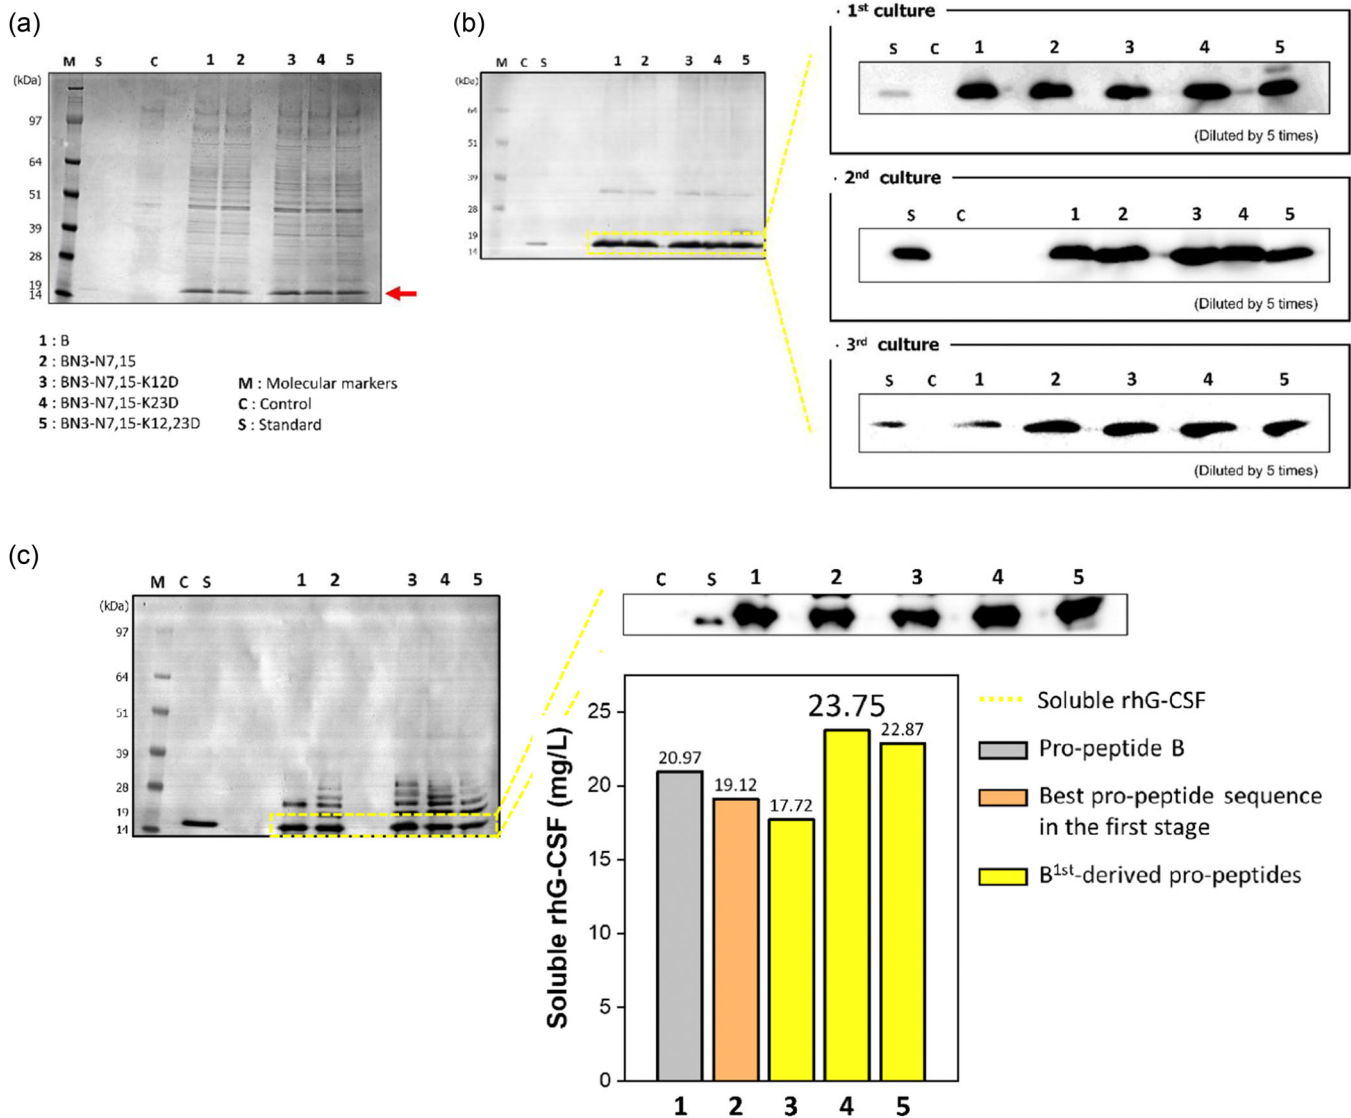 (a)
M S C 1 2 3 4 5
(kDa)
97
64
51
39
28
19
14
1 : B
2 : BN3-N7,15
3 : BN3-N7,15-K12D
4 : BN3-N7,15-K23D
5 : BN3-N7,15-K12,23D
M : Molecular markers
C : Control
S : Standard
(b)
M C S 1 2 3 4 5
(kDa)
64
51
39
28
19
14
· 1st culture
S C 1 2 3 4 5
(Diluted by 5 times)
· 2nd culture
S C 1 2 3 4 5
(Diluted by 5 times)
· 3rd culture
S C 1 2 3 4 5
(Diluted by 5 times)
(c)
M C S 1 2 3 4 5
(kDa)
97
64
51
39
28
19
14
C S 1 2 3 4 5
Soluble rhG-CSF (mg/L)
25
20
15
10
5
0
20.97
19.12
17.72
23.75
22.87
1 2 3 4 5
Soluble rhG-CSF
Pro-peptide B
Best pro-peptide sequence
in the first stage
B1st-derived pro-peptides